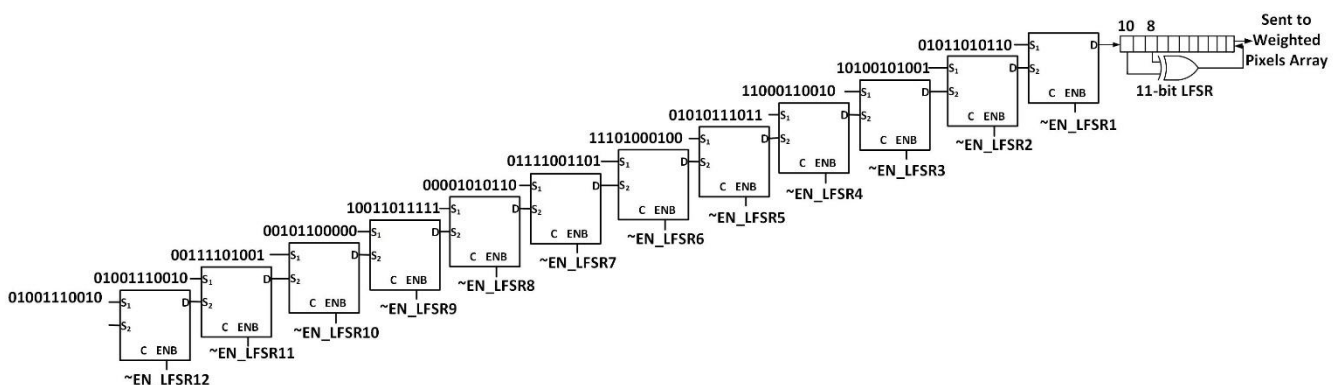 10 8
Sent to
Weighted
Pixels Array
11-bit LFSR
01011010110
S₁
D
S₂
C ENB
~EN_LFSR1
10100101001
S₁
D
S₂
C ENB
~EN_LFSR2
11000110010
S₁
D
S₂
C ENB
~EN_LFSR3
01010111011
S₁
D
S₂
C ENB
~EN_LFSR4
11101000100
S₁
D
S₂
C ENB
~EN_LFSR5
01111001101
S₁
D
S₂
C ENB
~EN_LFSR6
00001010110
S₁
D
S₂
C ENB
~EN_LFSR7
10011011111
S₁
D
S₂
C ENB
~EN_LFSR8
00101100000
S₁
D
S₂
C ENB
~EN_LFSR9
00111101001
S₁
D
S₂
C ENB
~EN_LFSR10
01001110010
S₁
D
S₂
C ENB
~EN_LFSR11
01001110010
S₁
D
S₂
C ENB
~EN_LFSR12